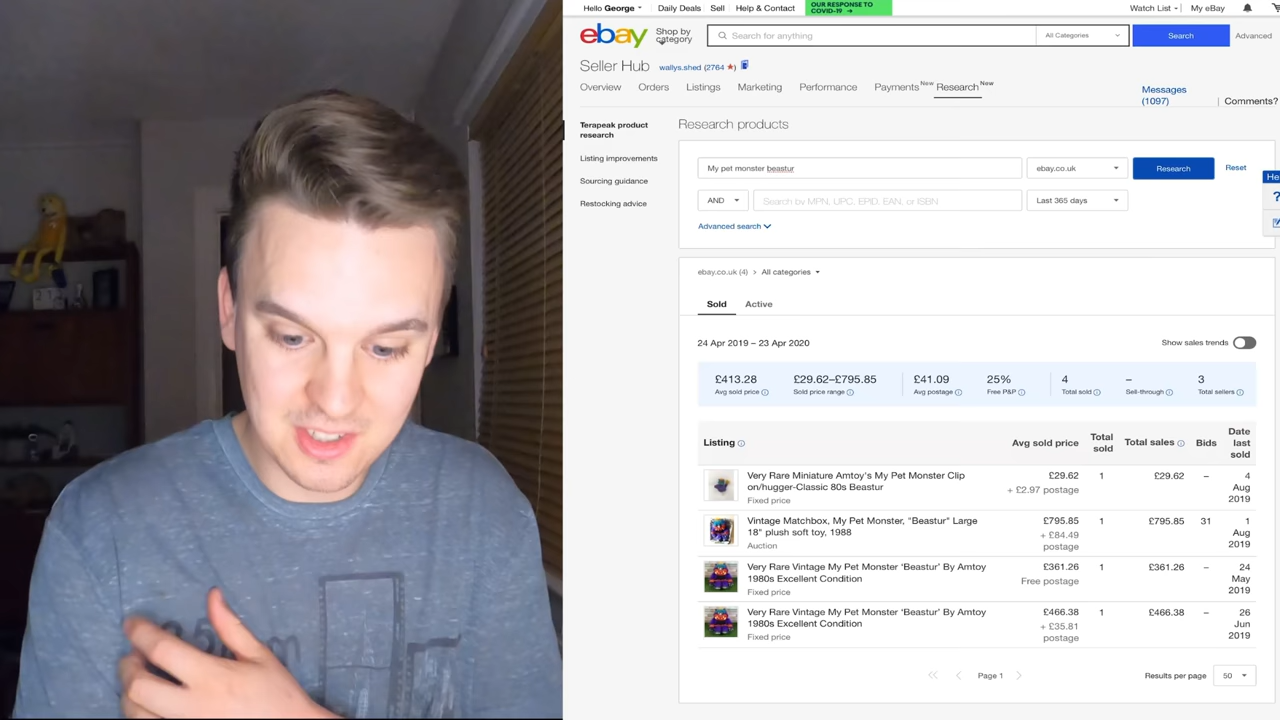 Hello George
Daily Deals
Sell
Help & Contact
OUR RESPONSE TO
COVID-19 →
Watch List
My eBay
ebay
Shop by
category
Search for anything
All Categories
Search
Advanced
Seller Hub
wallys.shed (2764 ★)
Overview
Orders
Listings
Marketing
Performance
Payments New
Research New
Messages
(1097)
Comments?
Terapeak product
research
Listing improvements
Sourcing guidance
Restocking advice
Research products
My pet monster beastur
ebay.co.uk
Research
Reset
AND
Search by MPN, UPC, EPID, EAN, or ISBN
Last 365 days
Advanced search
He
?
ebay.co.uk (4) > All categories
Sold
Active
24 Apr 2019 – 23 Apr 2020
Show sales trends
£413.28
Avg sold price
£29.62–£795.85
Sold price range
£41.09
Avg postage
25%
Free P&P
4
Total sold
–
Sell-through
3
Total sellers
Listing
Avg sold price
Total
sold
Total sales
Bids
Date
last
sold
Very Rare Miniature Amtoy's My Pet Monster Clip
on/hugger-Classic 80s Beastur
Fixed price
£29.62
+ £2.97 postage
1
£29.62
–
4
Aug
2019
Vintage Matchbox, My Pet Monster, "Beastur" Large
18" plush soft toy, 1988
Auction
£795.85
+ £84.49
postage
1
£795.85
31
1
Aug
2019
Very Rare Vintage My Pet Monster ‘Beastur’ By Amtoy
1980s Excellent Condition
Fixed price
£361.26
Free postage
1
£361.26
–
24
May
2019
Very Rare Vintage My Pet Monster ‘Beastur’ By Amtoy
1980s Excellent Condition
Fixed price
£466.38
+ £35.81
postage
1
£466.38
–
26
Jun
2019
Page 1
Results per page
50